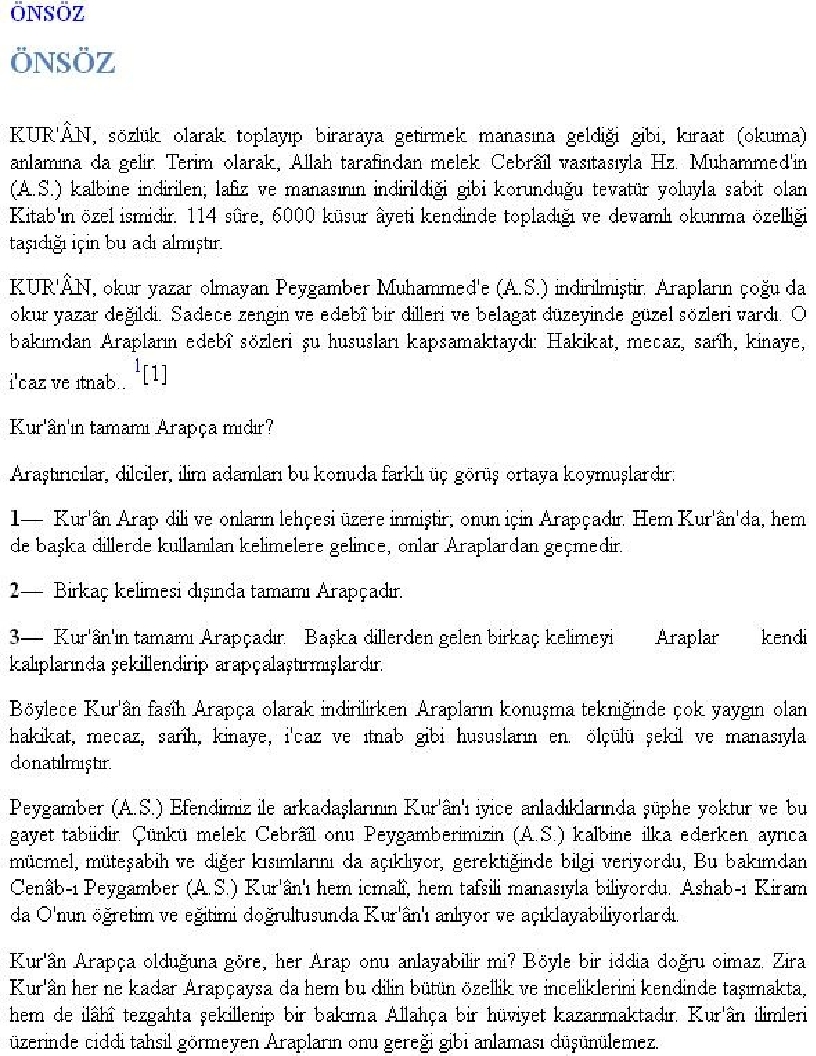 ÖNSÖZ
ÖNSÖZ
KUR'ÂN, sözlük olarak toplayıp biraraya getirmek manasına geldiği gibi, kıraat (okuma)
anlamına da gelir. Terim olarak, Allah tarafından melek Cebrâîl vasıtasıyla Hz. Muhammed'in
(A.S.) kalbine indirilen, lafız ve manasının indirildiği gibi korunduğu tevatür yoluyla sabit olan
Kitab'ın özel ismidir. 114 sûre, 6000 küsur âyeti kendinde topladığı ve devamlı okunma özelliği
taşıdığı için bu adı almıştır.
KUR'ÂN, okur yazar olmayan Peygamber Muhammed'e (A.S.) indirilmiştir. Arapların çoğu da
okur yazar değildi. Sadece zengin ve edebî bir dilleri ve belagat düzeyinde güzel sözleri vardı. O
bakımdan Arapların edebî sözleri şu hususları kapsamaktaydı: Hakikat, mecaz, sarîh, kinaye,
i'caz ve ıtnab.. 1[1]
Kur'ân'ın tamamı Arapça mıdır?
Araştırıcılar, dilciler, ilim adamları bu konuda farklı üç görüş ortaya koymuşlardır:
1— Kur'ân Arap dili ve onların lehçesi üzere inmiştir, onun için Arapçadır. Hem Kur'ân'da, hem
de başka dillerde kullanılan kelimelere gelince, onlar Araplardan geçmedir.
2— Birkaç kelimesi dışında tamamı Arapçadır.
3— Kur'ân'ın tamamı Arapçadır. Başka dillerden gelen birkaç kelimeyi Araplar kendi
kalıplarında şekillendirip arapçalaştırmışlardır.
Böylece Kur'ân fasîh Arapça olarak indirilirken Arapların konuşma tekniğinde çok yaygın olan
hakikat, mecaz, sarîh, kinaye, i'caz ve ıtnab gibi hususların en. ölçülü şekil ve manasıyla
donatılmıştır.
Peygamber (A.S.) Efendimiz ile arkadaşlarının Kur'ân'ı iyice anladıklarında şüphe yoktur ve bu
gayet tabiidir. Çünkü melek Cebrâîl onu Peygamberimizin (A.S.) kalbine ilka ederken ayrıca
mücmel, müteşabih ve diğer kısımlarını da açıklıyor, gerektiğinde bilgi veriyordu, Bu bakımdan
Cenâb-ı Peygamber (A.S.) Kur'ân'ı hem icmalî, hem tafsili manasıyla biliyordu. Ashab-ı Kiram
da O'nun öğretim ve eğitimi doğrultusunda Kur'ân'ı anlıyor ve açıklayabiliyorlardı.
Kur'ân Arapça olduğuna göre, her Arap onu anlayabilir mi? Böyle bir iddia doğru oimaz. Zira
Kur'ân her ne kadar Arapçaysa da hem bu dilin bütün özellik ve inceliklerini kendinde taşımakta,
hem de ilâhî tezgahta şekillenip bir bakıma Allahça bir hüviyet kazanmaktadır. Kur'ân ilimleri
üzerinde ciddi tahsil görmeyen Arapların onu gereği gibi anlaması düşünülemez.